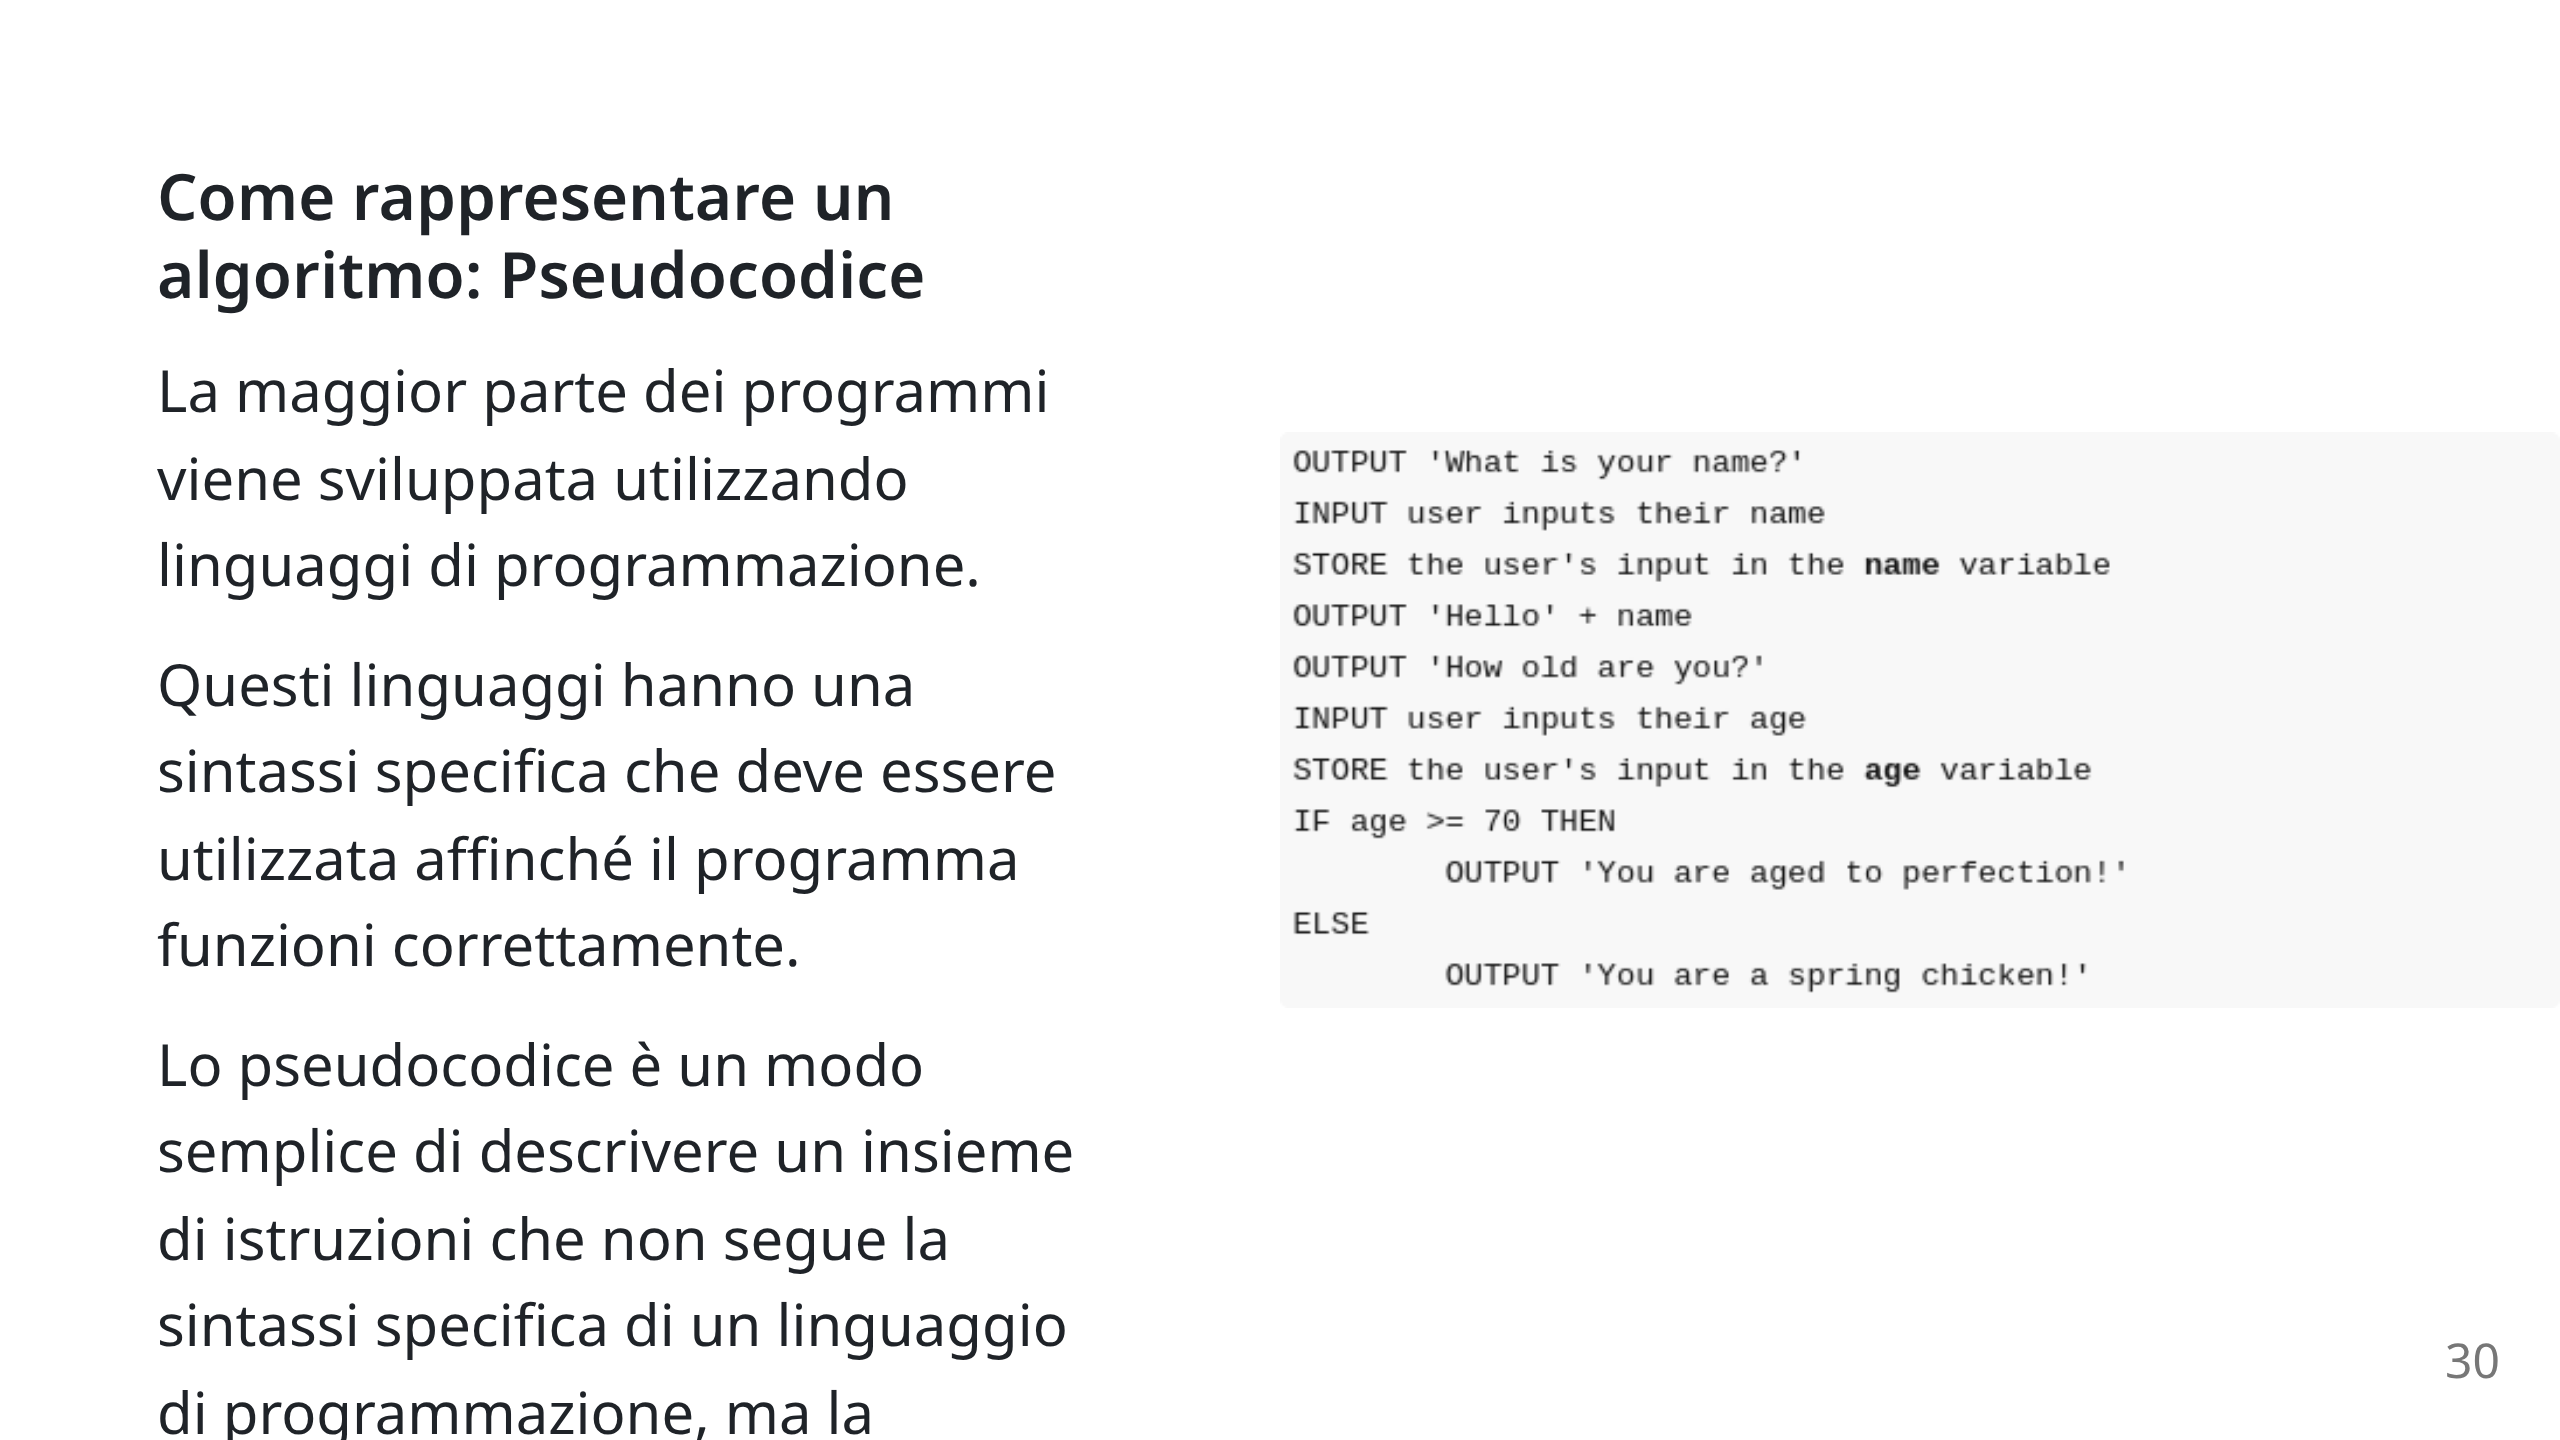 Come rappresentare un
algoritmo: Pseudocodice
La maggior parte dei programmi
viene sviluppata utilizzando
linguaggi di programmazione.
Questi linguaggi hanno una
sintassi specifica che deve essere
utilizzata affinché il programma
funzioni correttamente.
Lo pseudocodice è un modo
semplice di descrivere un insieme
di istruzioni che non segue la
sintassi specifica di un linguaggio
di programmazione, ma la
OUTPUT 'What is your name?'
INPUT user inputs their name
STORE the user's input in the name variable
OUTPUT 'Hello' + name
OUTPUT 'How old are you?'
INPUT user inputs their age
STORE the user's input in the age variable
IF age >= 70 THEN
        OUTPUT 'You are aged to perfection!'
ELSE
        OUTPUT 'You are a spring chicken!'
30